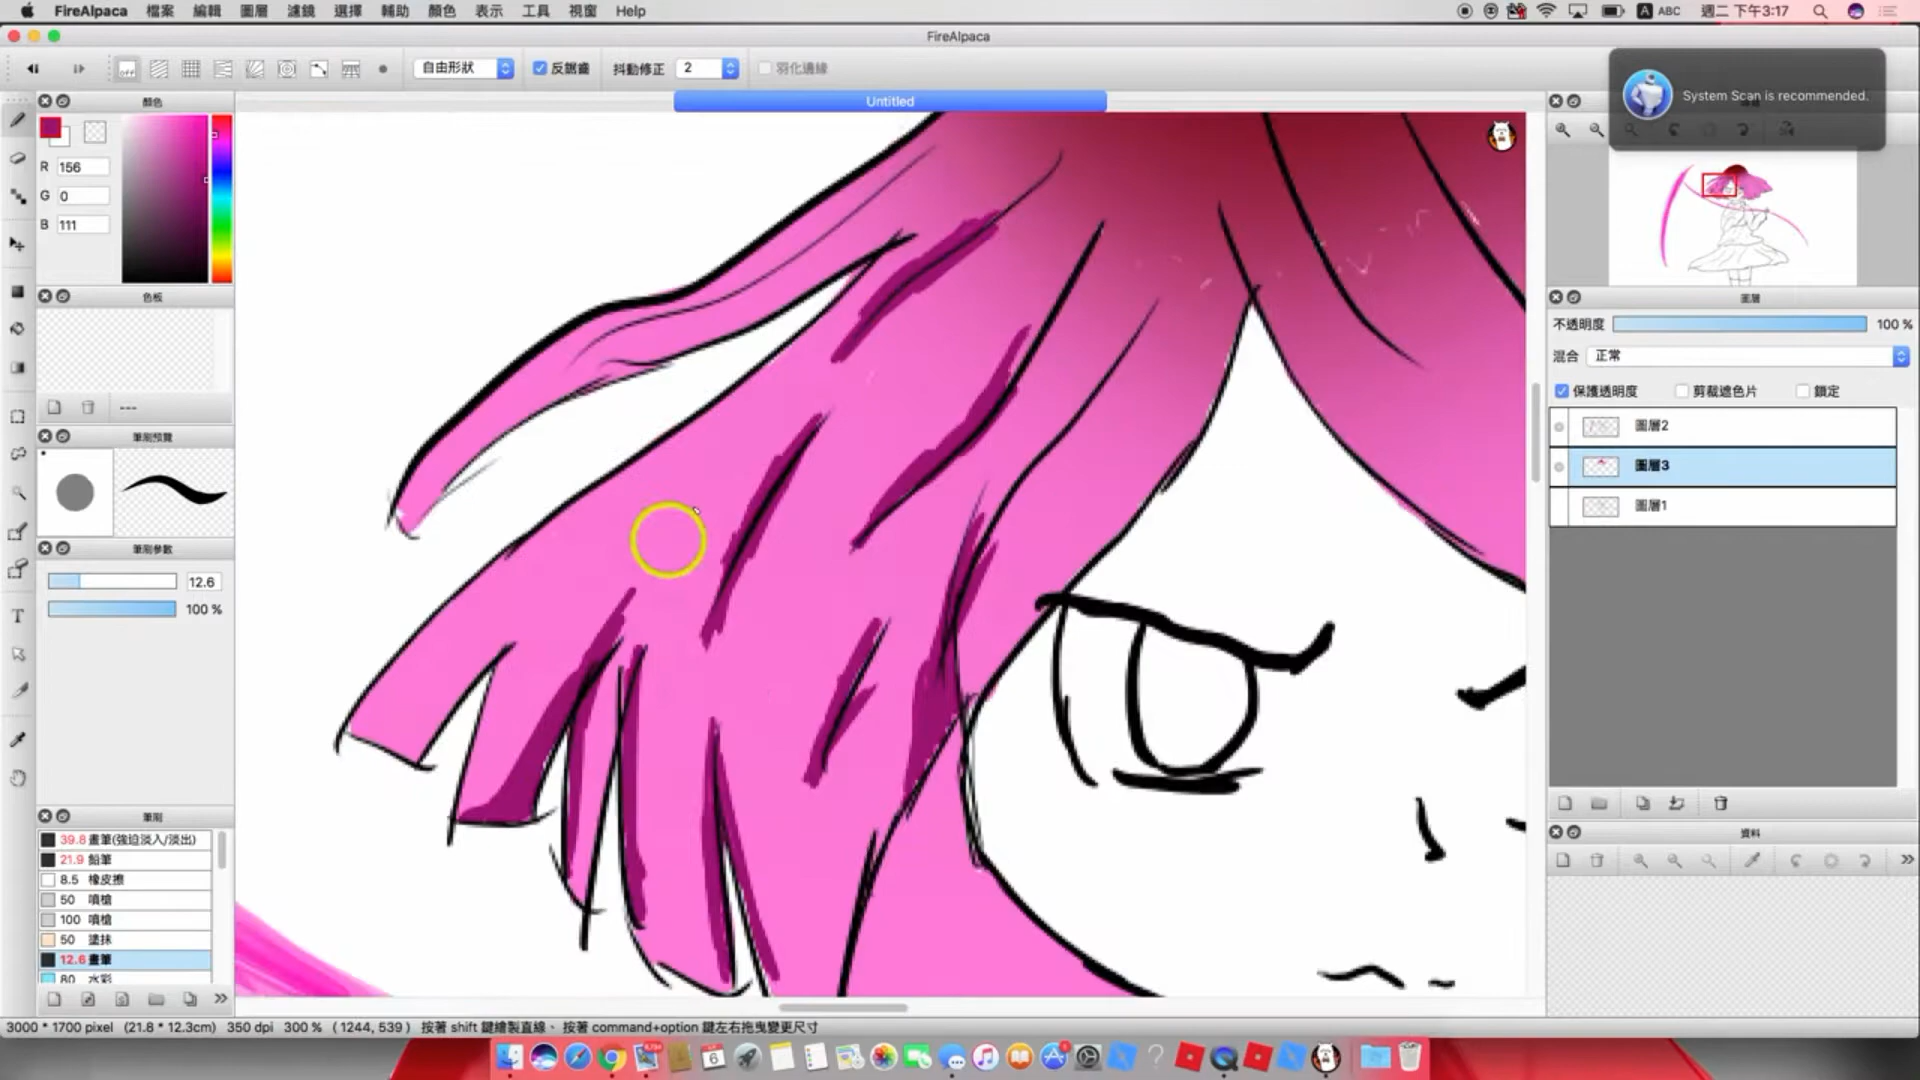 FireAlpaca 檔案 編輯 圖層 濾鏡 選擇 輔助 顏色 表示 工具 視窗 Help A ABC 週二 下午3:17
FireAlpaca
OFF 自由形狀 反鋸齒 抖動修正 2 羽化邊緣
System Scan is recommended.
顏色
Untitled
R 156
G 0
B 111
色板
---
筆刷預覽
筆刷參數
12.6
100 %
筆刷
39.8 畫筆(強迫淡入/淡出)
21.9 鉛筆
8.5 橡皮擦
50 噴槍
100 噴槍
50 塗抹
12.6 畫筆
80 水彩
圖層
不透明度 100 %
混合 正常
保護透明度 剪裁遮色片 鎖定
圖層2
圖層3
圖層1
資料
T
3000 * 1700 pixel (21.8 * 12.3cm) 350 dpi 300 % ( 1244, 539 ) 按著 shift 鍵繪製直線、按著 command+option 鍵左右拖曳變更尺寸
6